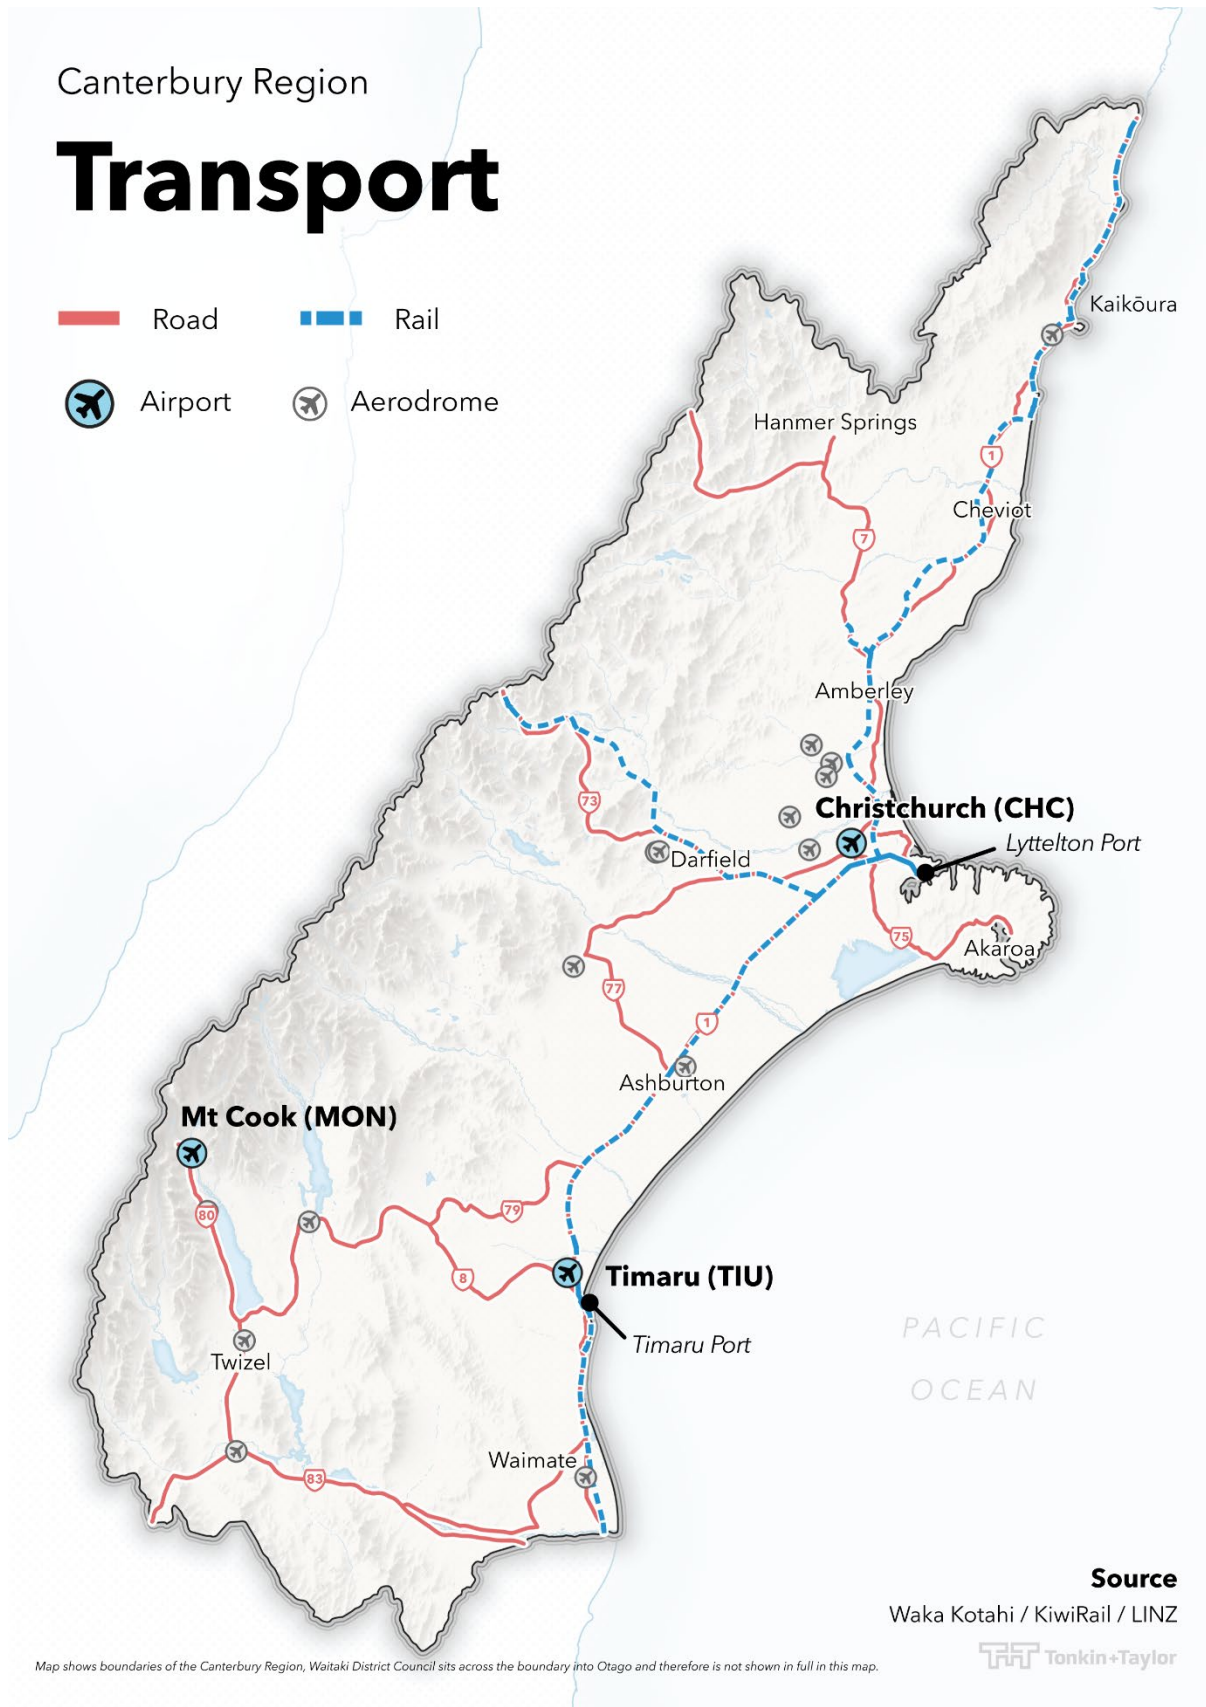 Canterbury Region
Transport
Road
Rail
Airport
Aerodrome
Kaikōura
Hanmer Springs
1
Cheviot
7
Amberley
73
Christchurch (CHC)
Lyttelton Port
Darfield
75
Akaroa
77
1
Ashburton
Mt Cook (MON)
80
79
8
Timaru (TIU)
Timaru Port
PACIFIC
OCEAN
Twizel
Waimate
83
Source
Waka Kotahi / KiwiRail / LINZ
Tonkin+Taylor
Map shows boundaries of the Canterbury Region, Waitaki District Council sits across the boundary into Otago and therefore is not shown in full in this map.